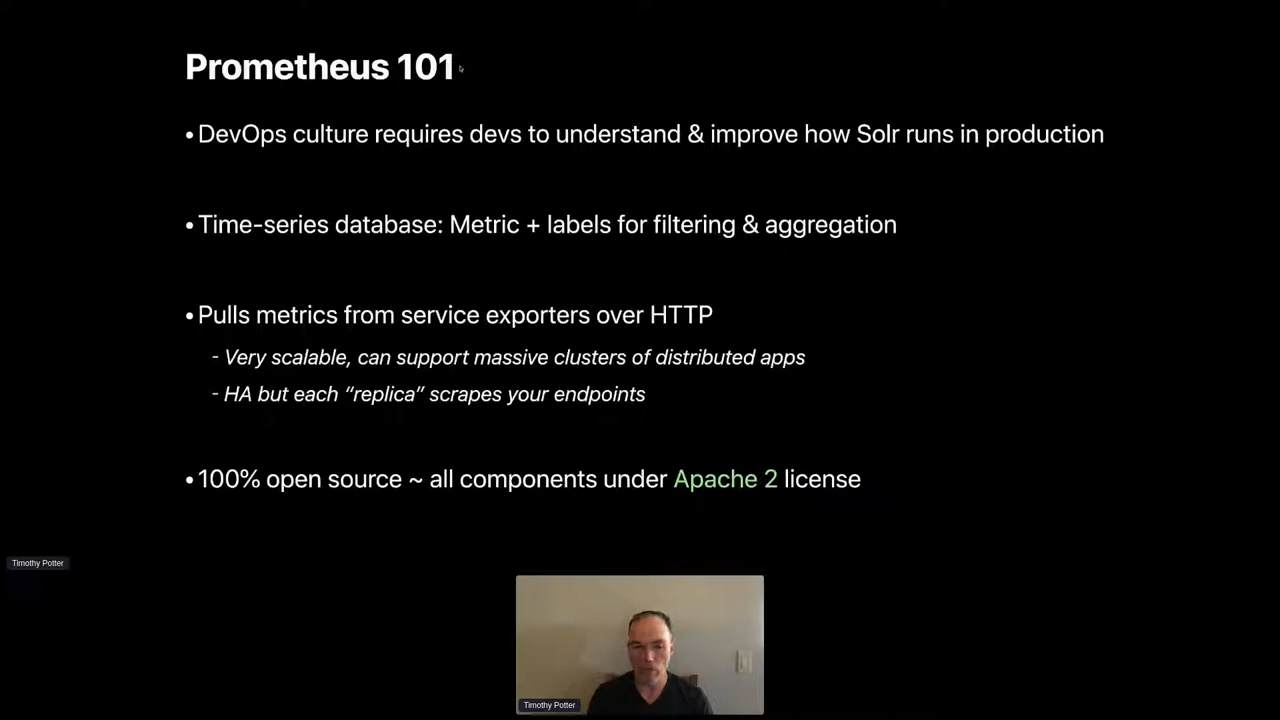 Prometheus 101
• DevOps culture requires devs to understand & improve how Solr runs in production
• Time-series database: Metric + labels for filtering & aggregation
• Pulls metrics from service exporters over HTTP
- Very scalable, can support massive clusters of distributed apps
- HA but each “replica” scrapes your endpoints
• 100% open source ~ all components under Apache 2 license
Timothy Potter
Timothy Potter